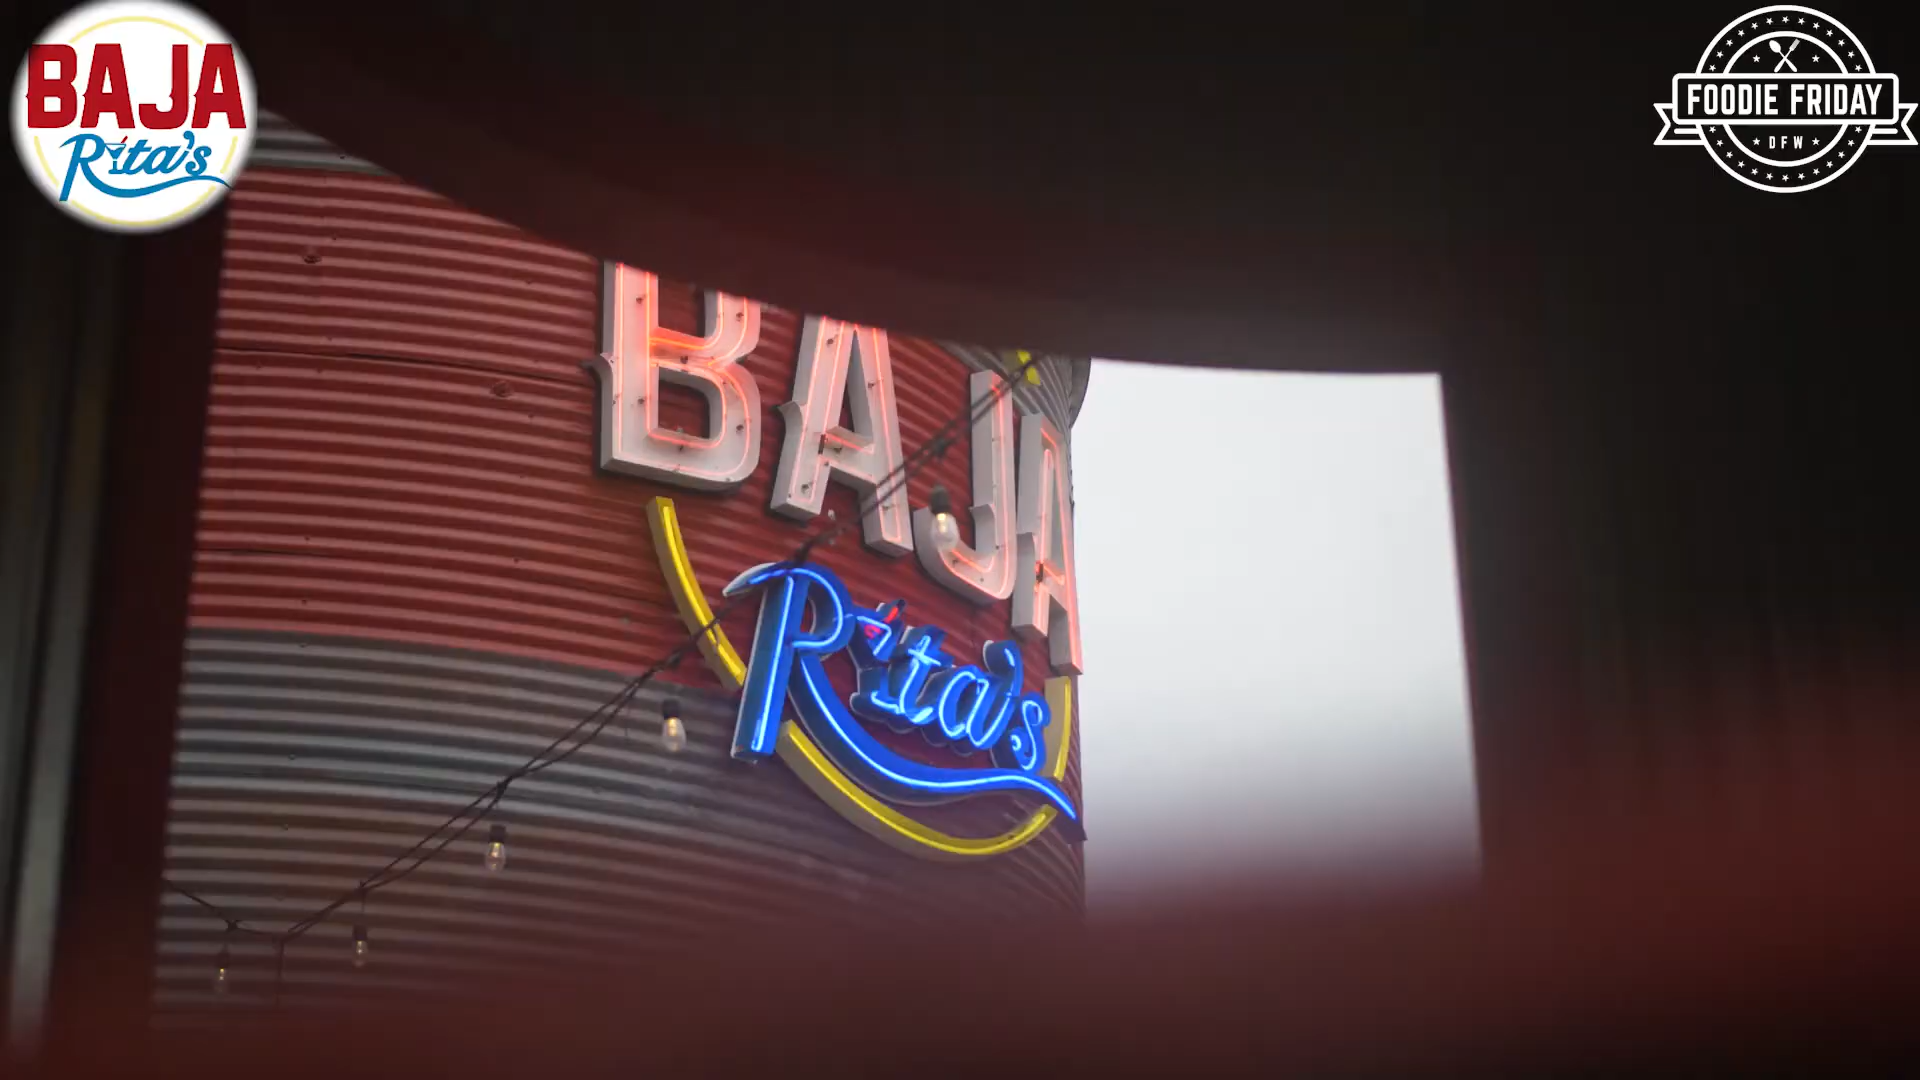 BAJA
Rita's
FOODIE FRIDAY
DFW
BAJA
Rita's